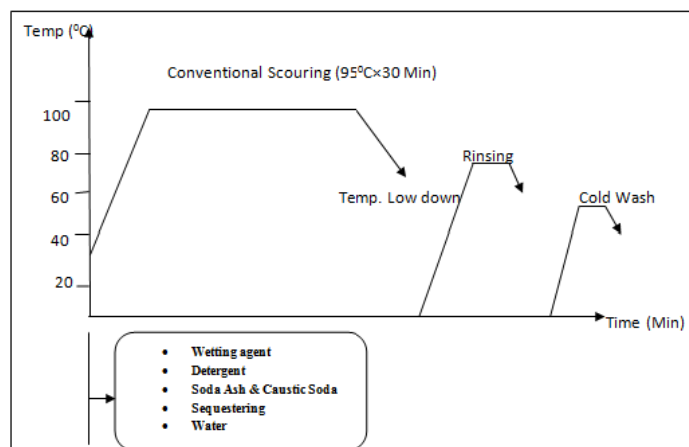 Temp (⁰C)
Conventional Scouring (95⁰C×30 Min)
100
80
Rinsing
60
Temp. Low down
Cold Wash
40
20
Time (Min)
• Wetting agent
• Detergent
• Soda Ash & Caustic Soda
• Sequestering
• Water